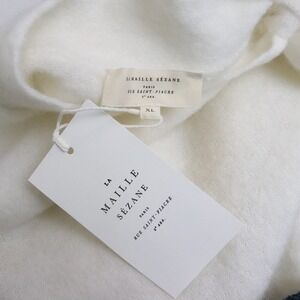 LA MAILLE SÉZANE
PARIS
RUE SAINT-FIACRE
2e ARR.
XL
LA
MAILLE
SÉZANE
PARIS
RUE SAINT-FIACRE
2e ARR.